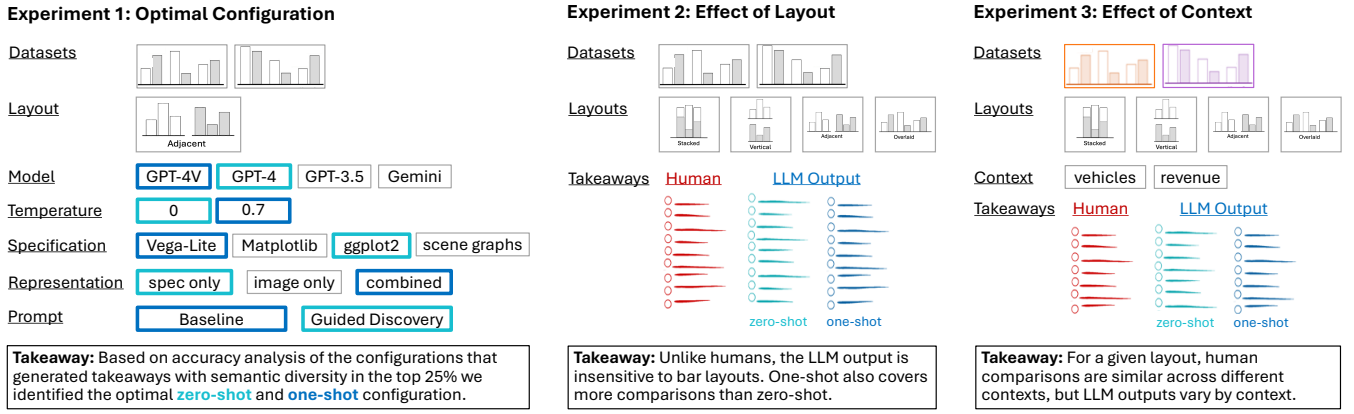 Experiment 1: Optimal Configuration
Datasets
Layout
Adjacent
Model GPT-4V GPT-4 GPT-3.5 Gemini
Temperature 0 0.7
Specification Vega-Lite Matplotlib ggplot2 scene graphs
Representation spec only image only combined
Prompt Baseline Guided Discovery
Takeaway: Based on accuracy analysis of the configurations that
generated takeaways with semantic diversity in the top 25% we
identified the optimal zero-shot and one-shot configuration.
Experiment 2: Effect of Layout
Datasets
Layouts
Stacked Vertical Adjacent Overlaid
Takeaways Human LLM Output
zero-shot one-shot
Takeaway: Unlike humans, the LLM output is
insensitive to bar layouts. One-shot also covers
more comparisons than zero-shot.
Experiment 3: Effect of Context
Datasets
Layouts
Stacked Vertical Adjacent Overlaid
Context vehicles revenue
Takeaways Human LLM Output
zero-shot one-shot
Takeaway: For a given layout, human
comparisons are similar across different
contexts, but LLM outputs vary by context.